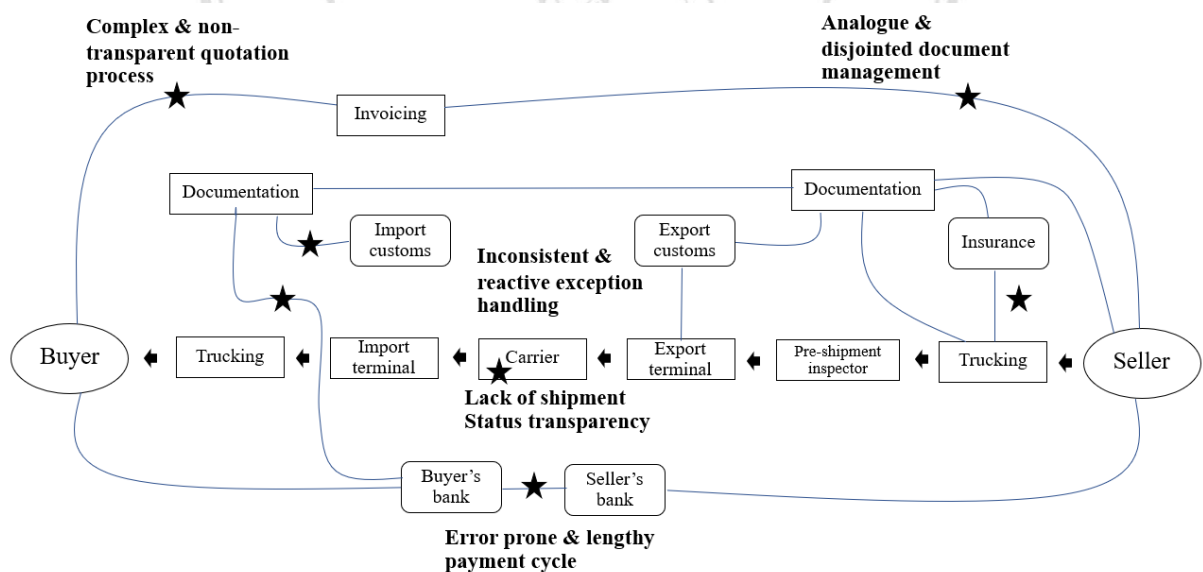 Complex & non-
transparent quotation
process
Analogue &
disjointed document
management
Invoicing
Documentation
Documentation
Import
customs
Export
customs
Insurance
Inconsistent &
reactive exception
handling
Buyer
Trucking
Import
terminal
Carrier
Export
terminal
Pre-shipment
inspector
Trucking
Seller
Lack of shipment
Status transparency
Buyer’s
bank
Seller’s
bank
Error prone & lengthy
payment cycle